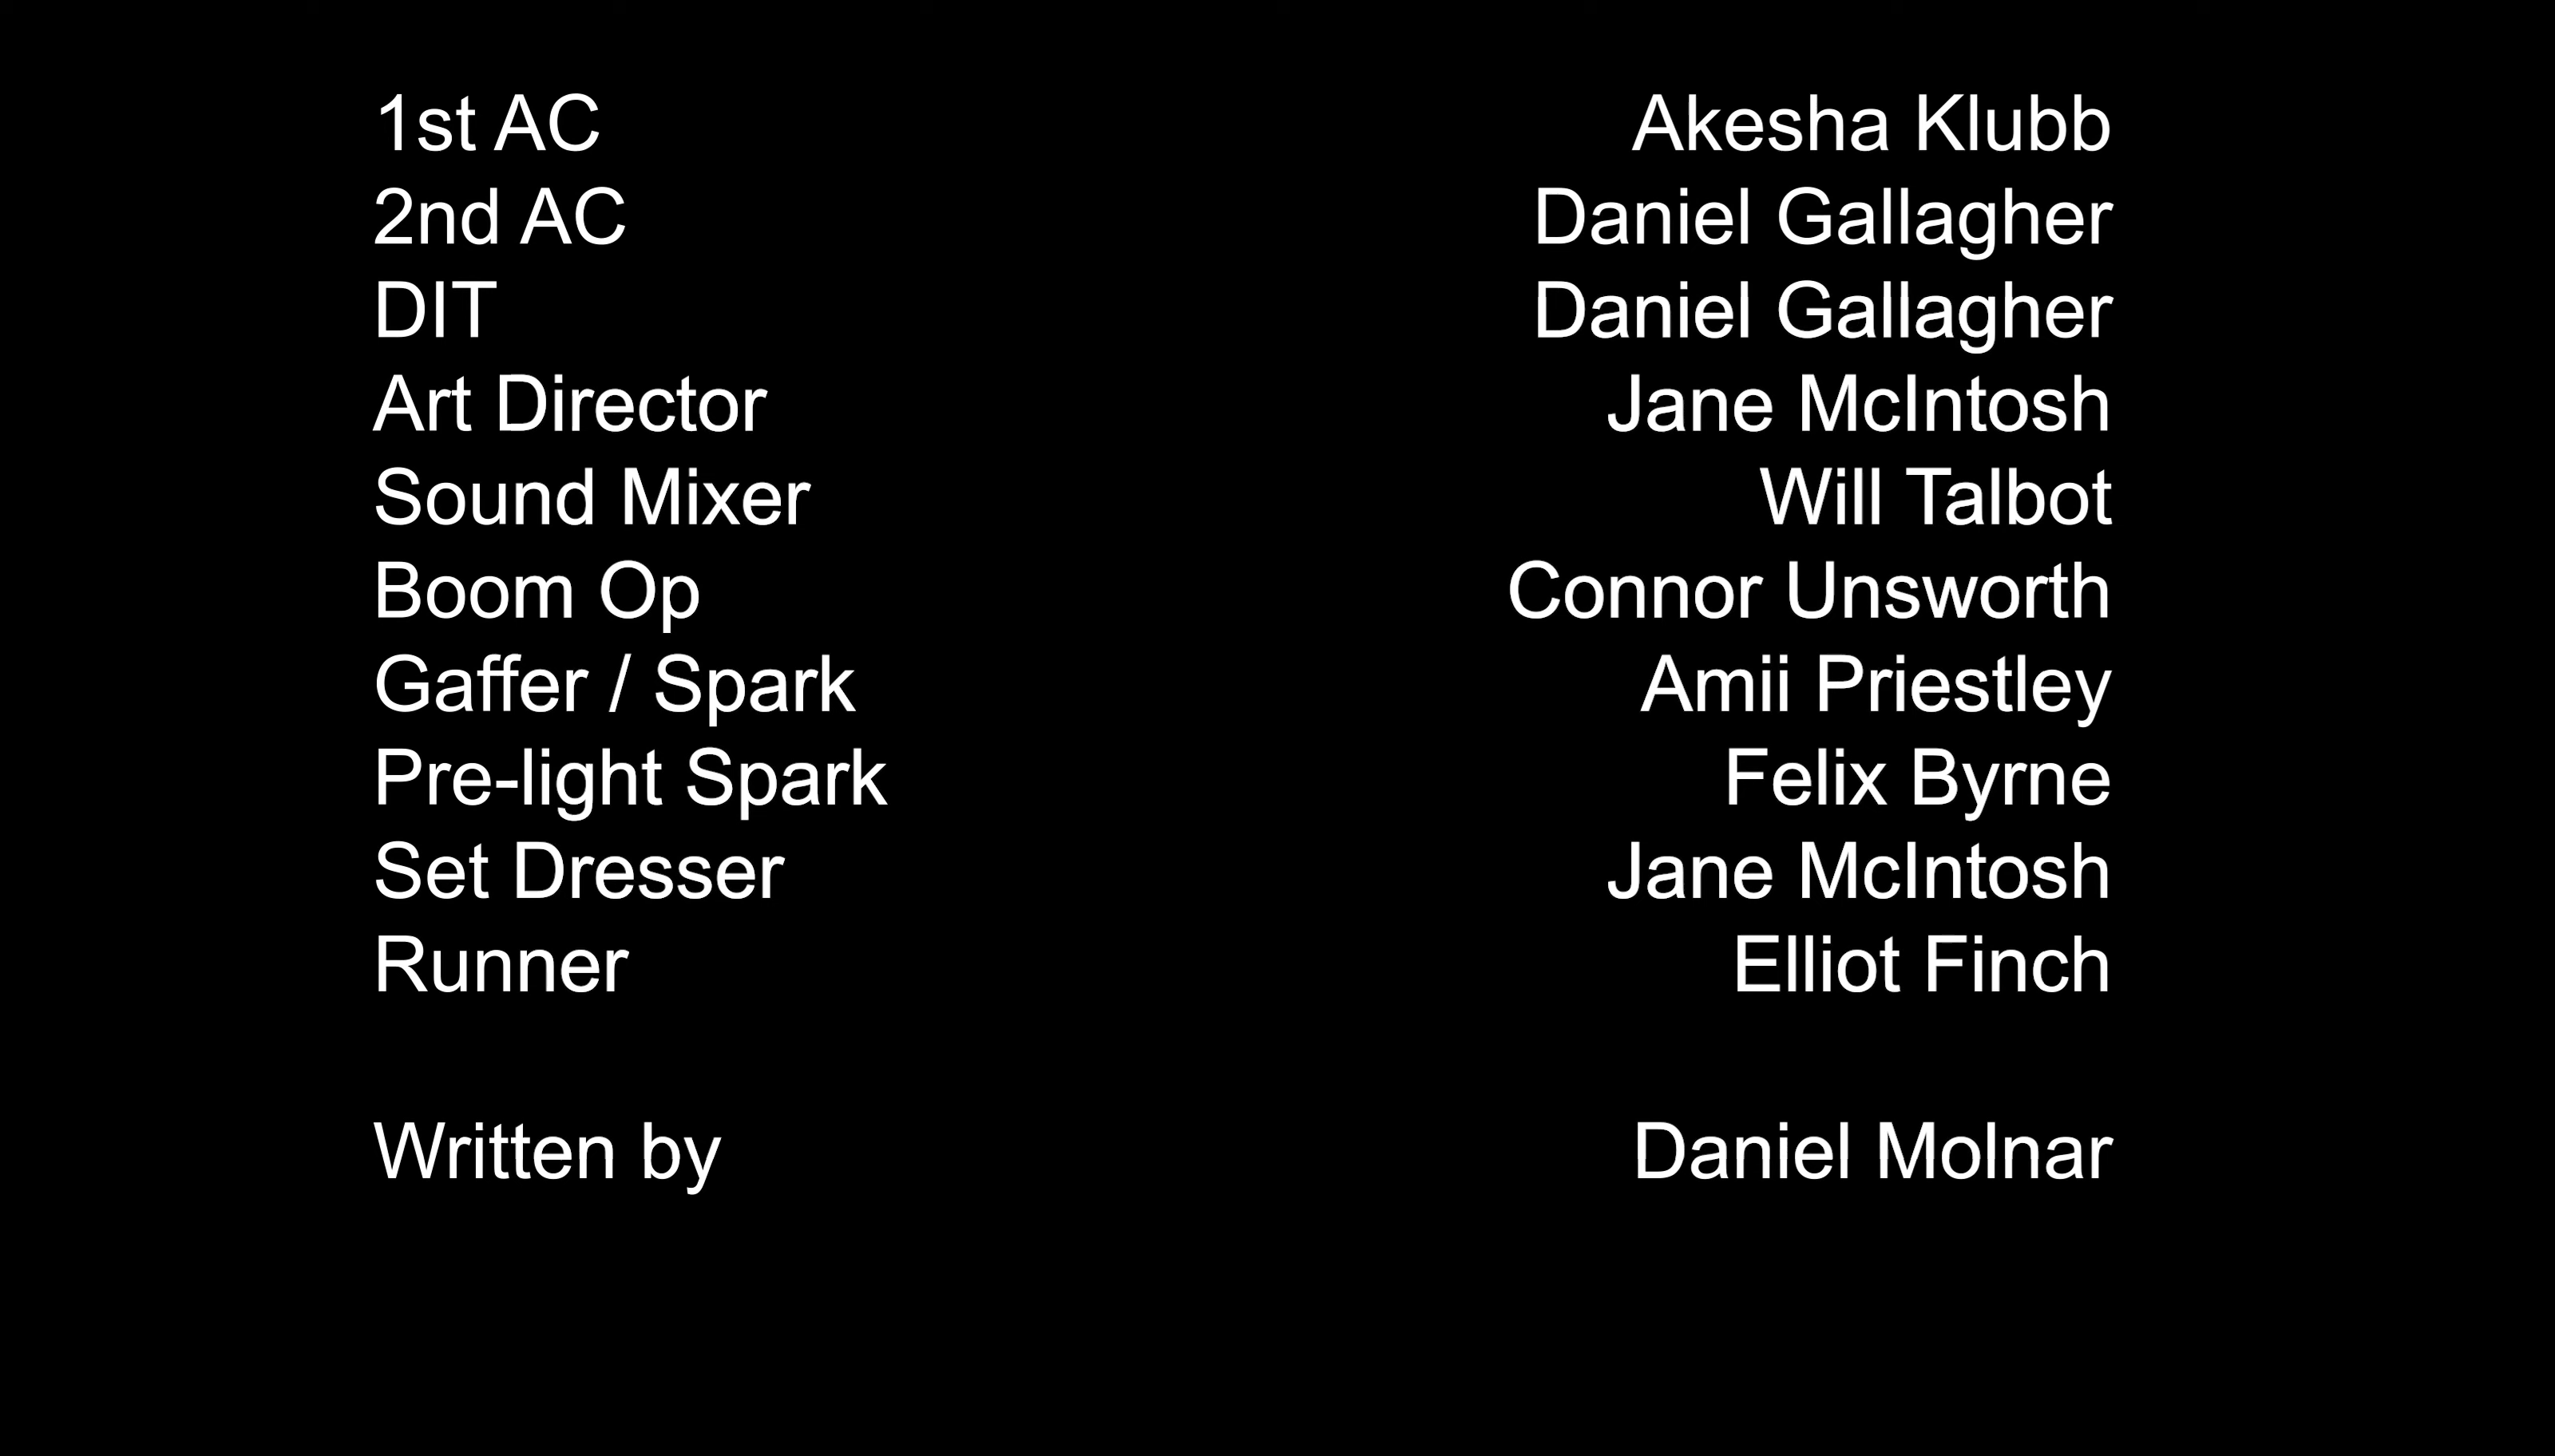 1st AC Akesha Klubb
2nd AC Daniel Gallagher
DIT Daniel Gallagher
Art Director Jane McIntosh
Sound Mixer Will Talbot
Boom Op Connor Unsworth
Gaffer / Spark Amii Priestley
Pre-light Spark Felix Byrne
Set Dresser Jane McIntosh
Runner Elliot Finch
Written by Daniel Molnar